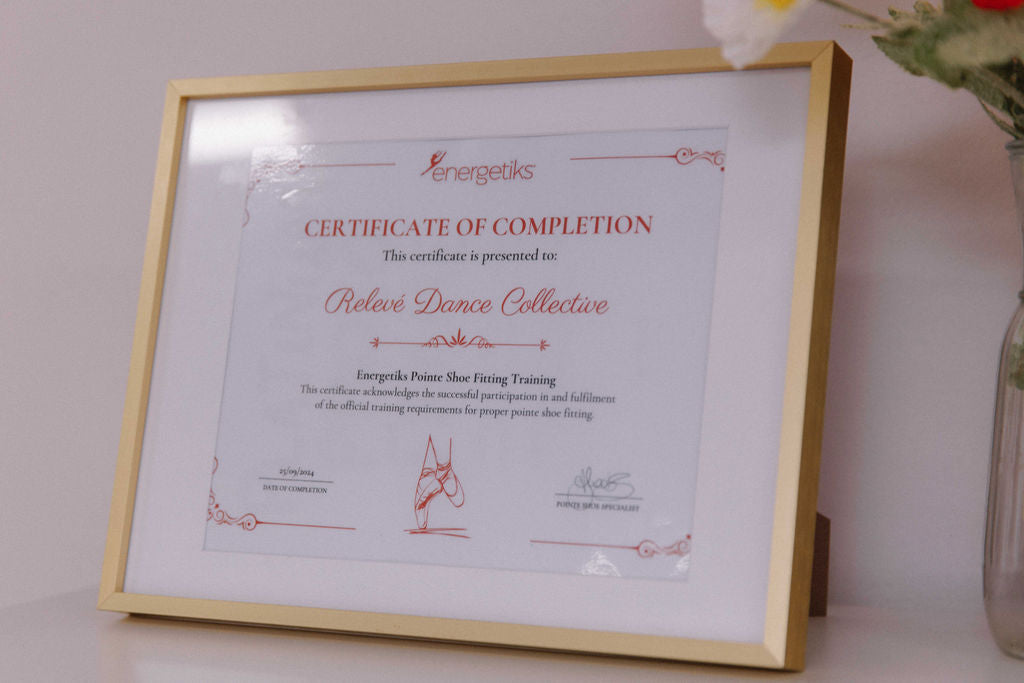 energetiks
CERTIFICATE OF COMPLETION
This certificate is presented to:
Relevé Dance Collective
Energetiks Pointe Shoe Fitting Training
This certificate acknowledges the successful participation in and fulfilment
of the official training requirements for proper pointe shoe fitting.
25/09/2024
DATE OF COMPLETION
POINTE SHOE SPECIALIST